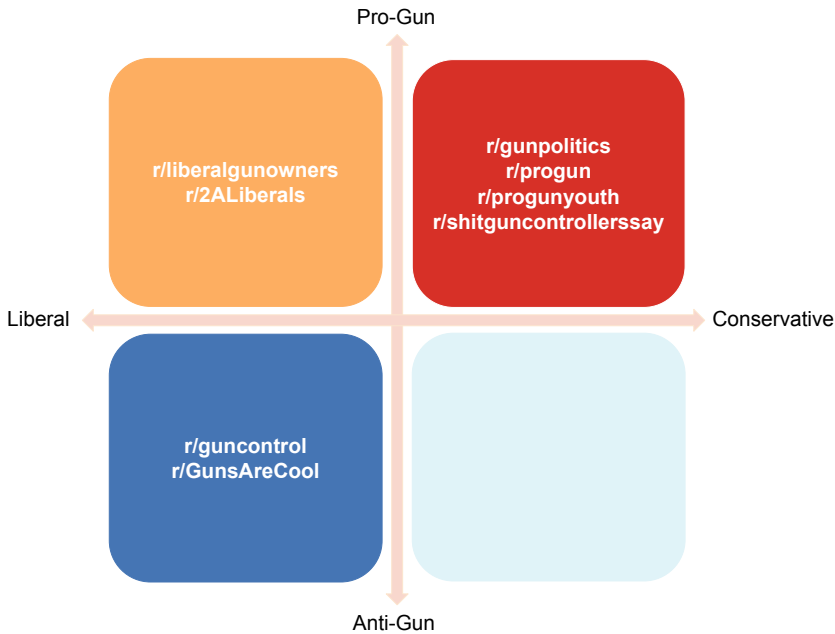 Pro-Gun
r/liberalgunowners
r/2ALiberals
r/gunpolitics
r/progun
r/progunyouth
r/shitguncontrollerssay
Liberal
Conservative
r/guncontrol
r/GunsAreCool
Anti-Gun